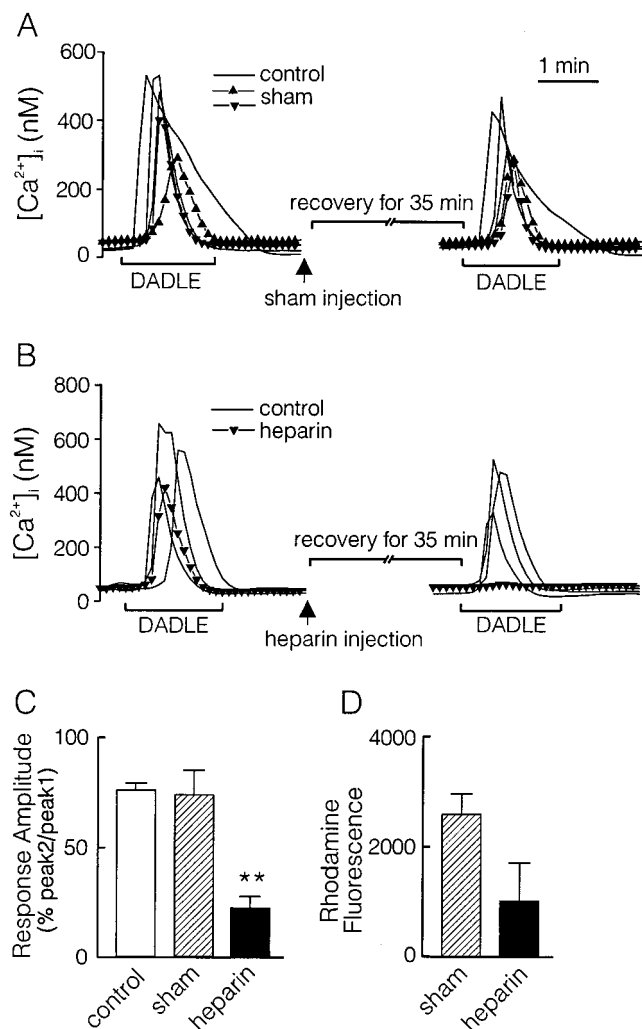 A
600
400
200
0
[Ca²⁺]ᵢ (nM)
control
sham
1 min
recovery for 35 min
DADLE
sham injection
DADLE
B
800
600
400
200
0
[Ca²⁺]ᵢ (nM)
control
heparin
recovery for 35 min
DADLE
heparin injection
DADLE
C
100
50
0
Response Amplitude
(% peak2/peak1)
**
control
sham
heparin
D
4000
2000
0
Rhodamine
Fluorescence
sham
heparin